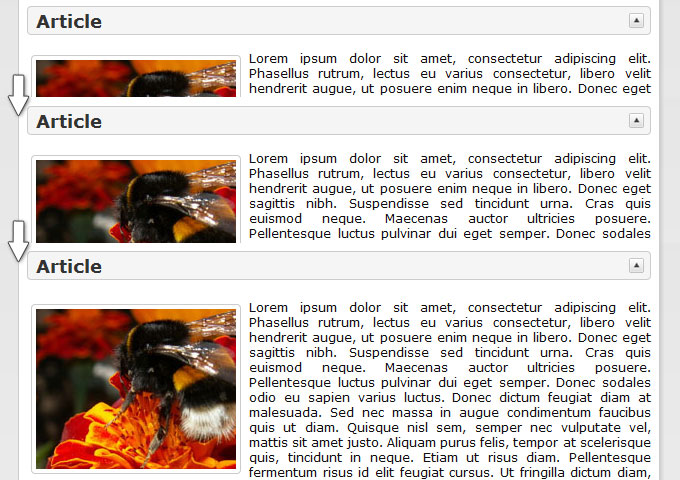 Article
Lorem ipsum dolor sit amet, consectetur adipiscing elit.
Phasellus rutrum, lectus eu varius consectetur, libero velit
hendrerit augue, ut posuere enim neque in libero. Donec eget
Article
Lorem ipsum dolor sit amet, consectetur adipiscing elit.
Phasellus rutrum, lectus eu varius consectetur, libero velit
hendrerit augue, ut posuere enim neque in libero. Donec eget
sagittis nibh. Suspendisse sed tincidunt urna. Cras quis
euismod neque. Maecenas auctor ultricies posuere.
Pellentesque luctus pulvinar dui eget semper. Donec sodales
Article
Lorem ipsum dolor sit amet, consectetur adipiscing elit.
Phasellus rutrum, lectus eu varius consectetur, libero velit
hendrerit augue, ut posuere enim neque in libero. Donec eget
sagittis nibh. Suspendisse sed tincidunt urna. Cras quis
euismod neque. Maecenas auctor ultricies posuere.
Pellentesque luctus pulvinar dui eget semper. Donec sodales
odio eu sapien varius luctus. Donec dictum feugiat diam at
malesuada. Sed nec massa in augue condimentum faucibus
quis ut diam. Quisque nisl sem, semper nec vulputate vel,
mattis sit amet justo. Aliquam purus felis, tempor at scelerisque
quis, tincidunt in neque. Etiam ut risus diam. Pellentesque
fermentum risus id elit feugiat cursus. Ut fringilla dictum diam,